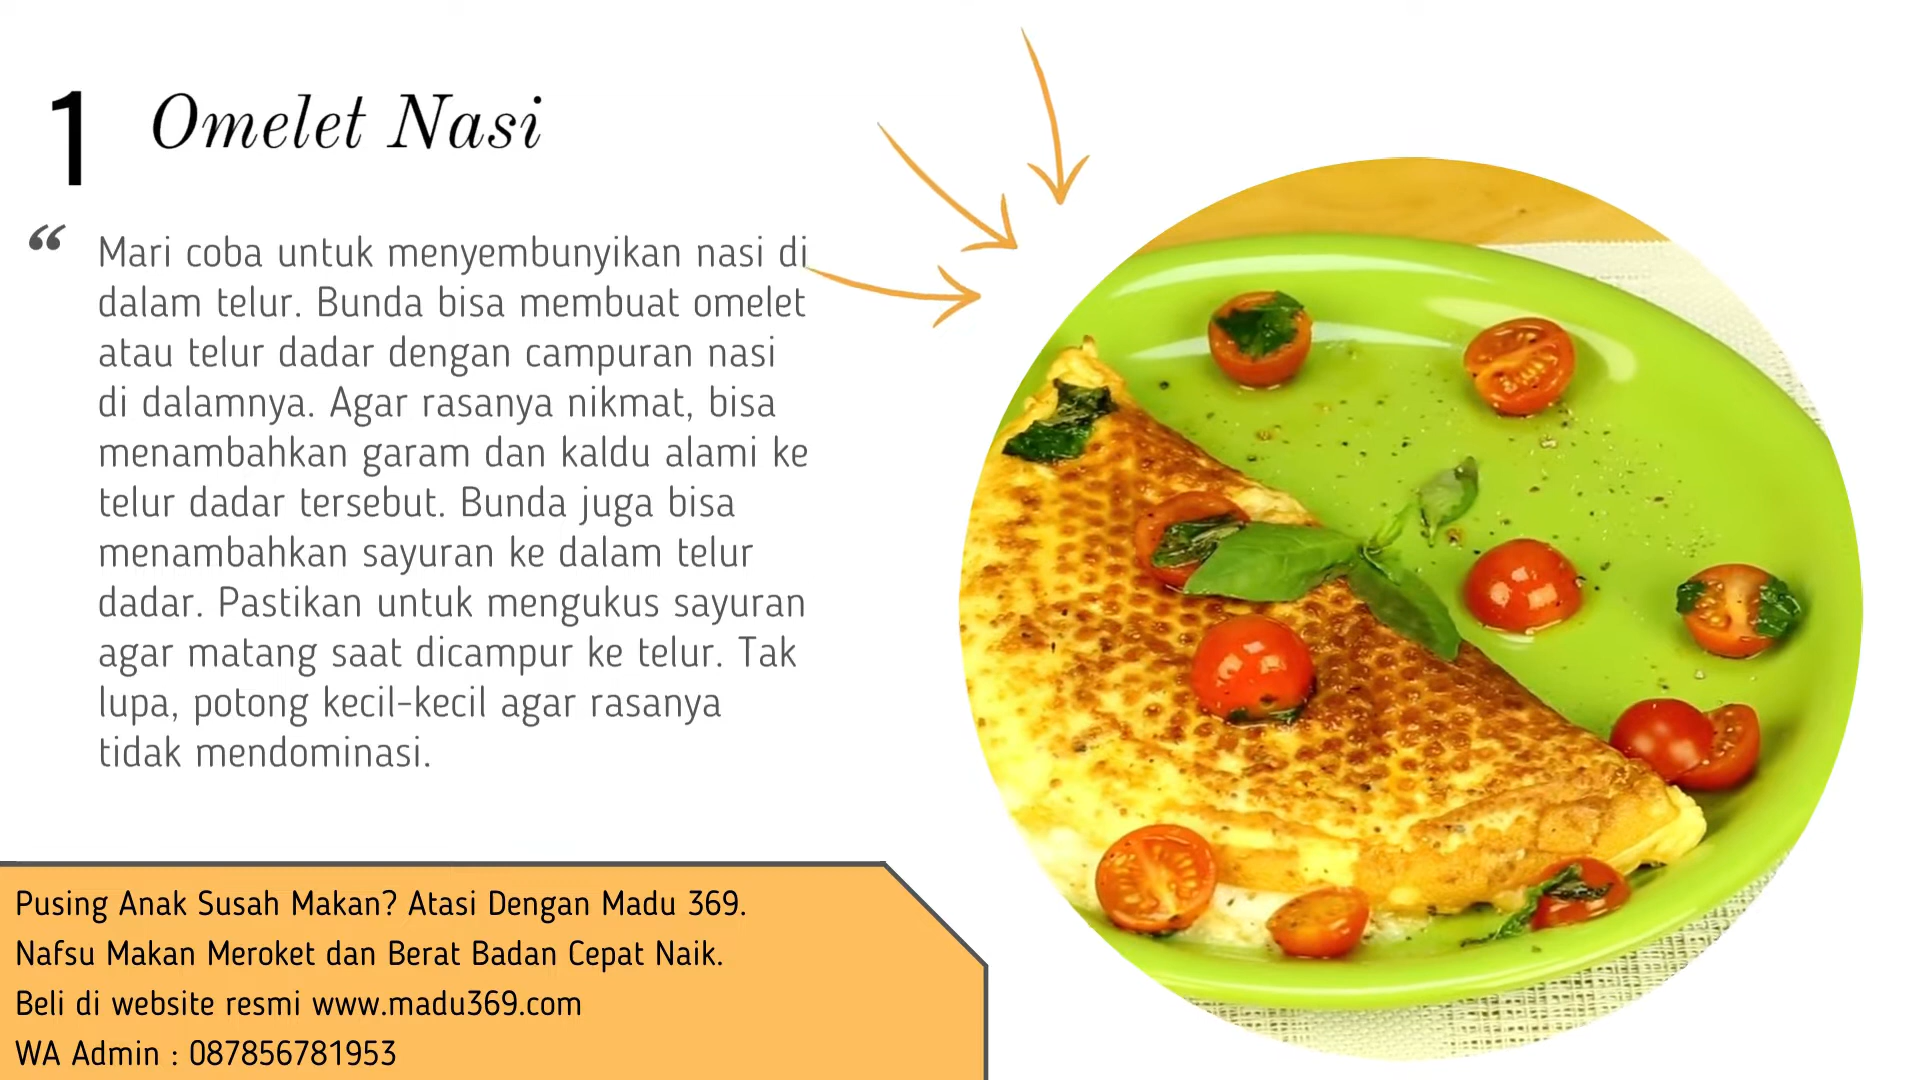 1 Omelet Nasi
“ Mari coba untuk menyembunyikan nasi di
dalam telur. Bunda bisa membuat omelet
atau telur dadar dengan campuran nasi
di dalamnya. Agar rasanya nikmat, bisa
menambahkan garam dan kaldu alami ke
telur dadar tersebut. Bunda juga bisa
menambahkan sayuran ke dalam telur
dadar. Pastikan untuk mengukus sayuran
agar matang saat dicampur ke telur. Tak
lupa, potong kecil-kecil agar rasanya
tidak mendominasi.
Pusing Anak Susah Makan? Atasi Dengan Madu 369.
Nafsu Makan Meroket dan Berat Badan Cepat Naik.
Beli di website resmi www.madu369.com
WA Admin : 087856781953